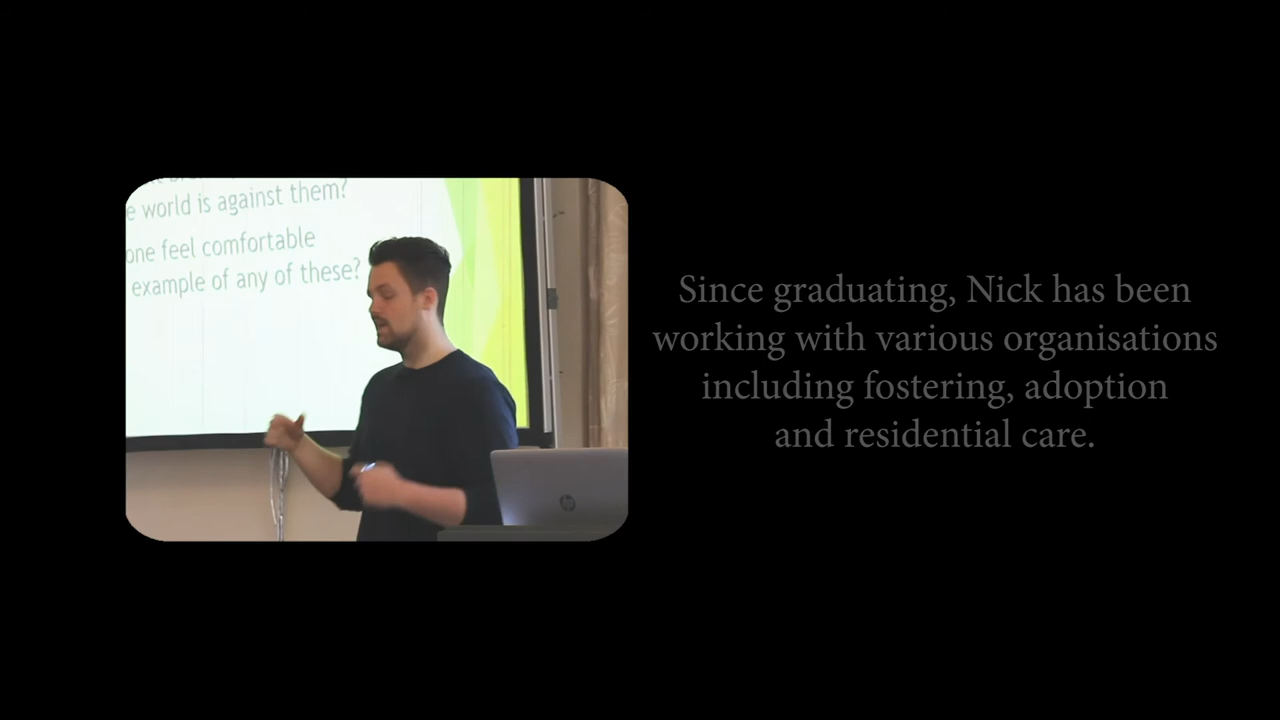 e world is against them?
one feel comfortable
example of any of these?
hp
Since graduating, Nick has been
working with various organisations
including fostering, adoption
and residential care.